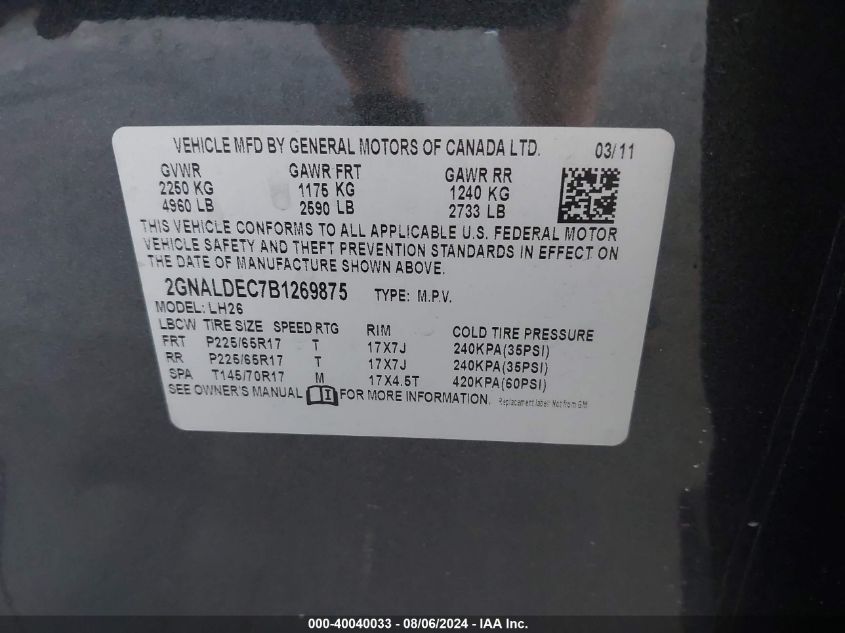 VEHICLE MFD BY GENERAL MOTORS OF CANADA LTD. 03/11
GVWR GAWR FRT GAWR RR
2250 KG 1175 KG 1240 KG
4960 LB 2590 LB 2733 LB
THIS VEHICLE CONFORMS TO ALL APPLICABLE U.S. FEDERAL MOTOR
VEHICLE SAFETY AND THEFT PREVENTION STANDARDS IN EFFECT ON
THE DATE OF MANUFACTURE SHOWN ABOVE.
2GNALDEC7B1269875 TYPE: M.P.V.
MODEL: LH26
LBCW TIRE SIZE SPEED RTG RIM COLD TIRE PRESSURE
FRT P225/65R17 T 17X7J 240KPA(35PSI)
RR P225/65R17 T 17X7J 240KPA(35PSI)
SPA T145/70R17 M 17X4.5T 420KPA(60PSI)
SEE OWNER'S MANUAL FOR MORE INFORMATION. Replacement label: Not from GM
000-40040033 - 08/06/2024 - IAA Inc.